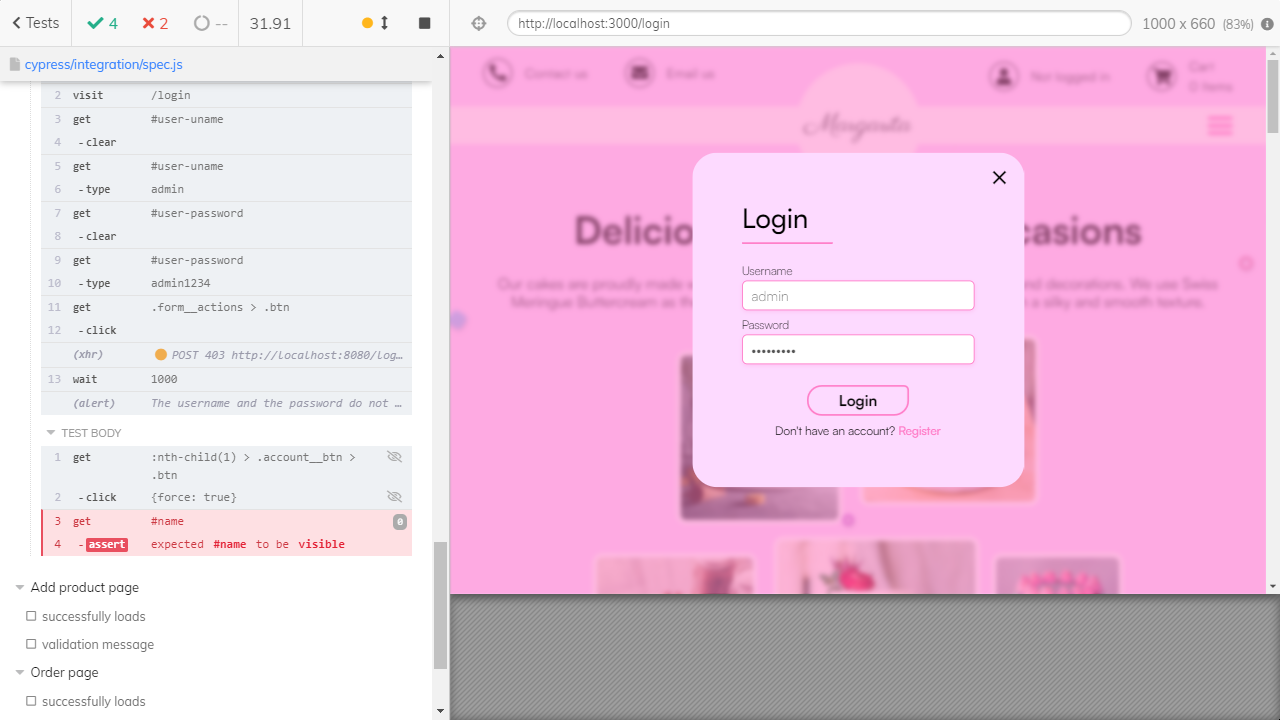 Tests
4
2
--
31.91
http://localhost:3000/login
1000 x 660 (83%)
cypress/integration/spec.js
2 visit /login
3 get #user-uname
4 -clear
5 get #user-uname
6 -type admin
7 get #user-password
8 -clear
9 get #user-password
10 -type admin1234
11 get .form__actions > .btn
12 -click
(xhr) POST 403 http://localhost:8080/log…
13 wait 1000
(alert) The username and the password do not …
TEST BODY
1 get :nth-child(1) > .account__btn >
.btn
2 -click {force: true}
3 get #name 0
4 -assert expected #name to be visible
Add product page
successfully loads
validation message
Order page
successfully loads
Contact us
Email us
Not logged in
Cart
0 items
Margarita
Delicio
casions
Our cakes are proudly made
nd decorations. We use Swiss
Meringue Buttercream as the
n a silky and smooth texture.
Login
Username
admin
Password
•••••••••
Login
Don't have an account? Register